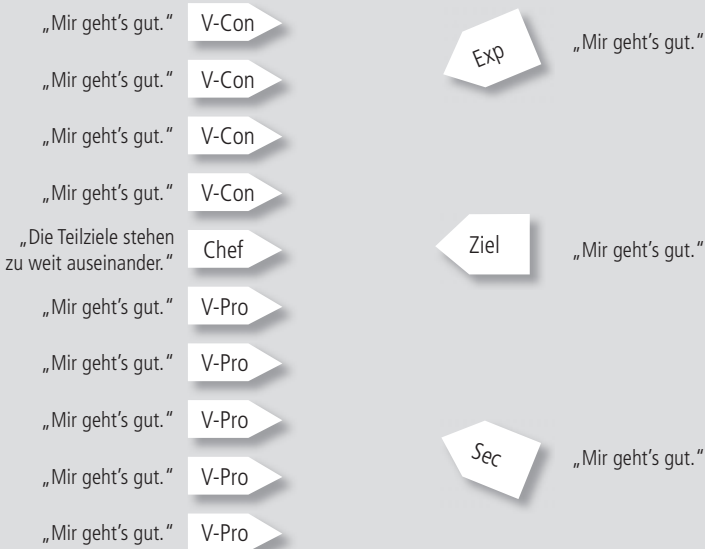 „Mir geht's gut.“ V-Con
„Mir geht's gut.“ V-Con
„Mir geht's gut.“ V-Con
„Mir geht's gut.“ V-Con
„Die Teilziele stehen
zu weit auseinander.“
Chef
„Mir geht's gut.“ V-Pro
„Mir geht's gut.“ V-Pro
„Mir geht's gut.“ V-Pro
„Mir geht's gut.“ V-Pro
„Mir geht's gut.“ V-Pro
Exp „Mir geht's gut.“
Ziel „Mir geht's gut.“
Sec „Mir geht's gut.“